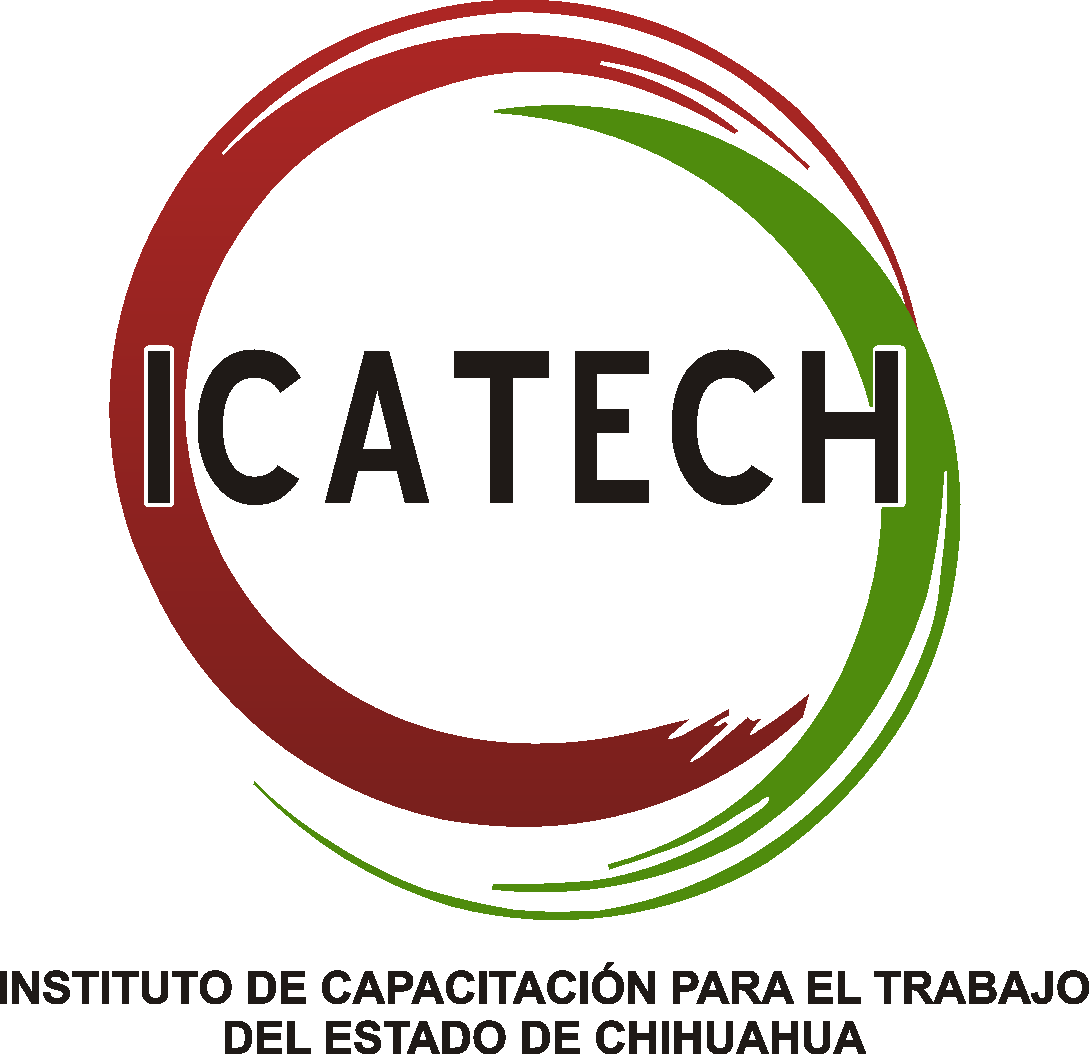 ICATECH
INSTITUTO DE CAPACITACIÓN PARA EL TRABAJO
DEL ESTADO DE CHIHUAHUA